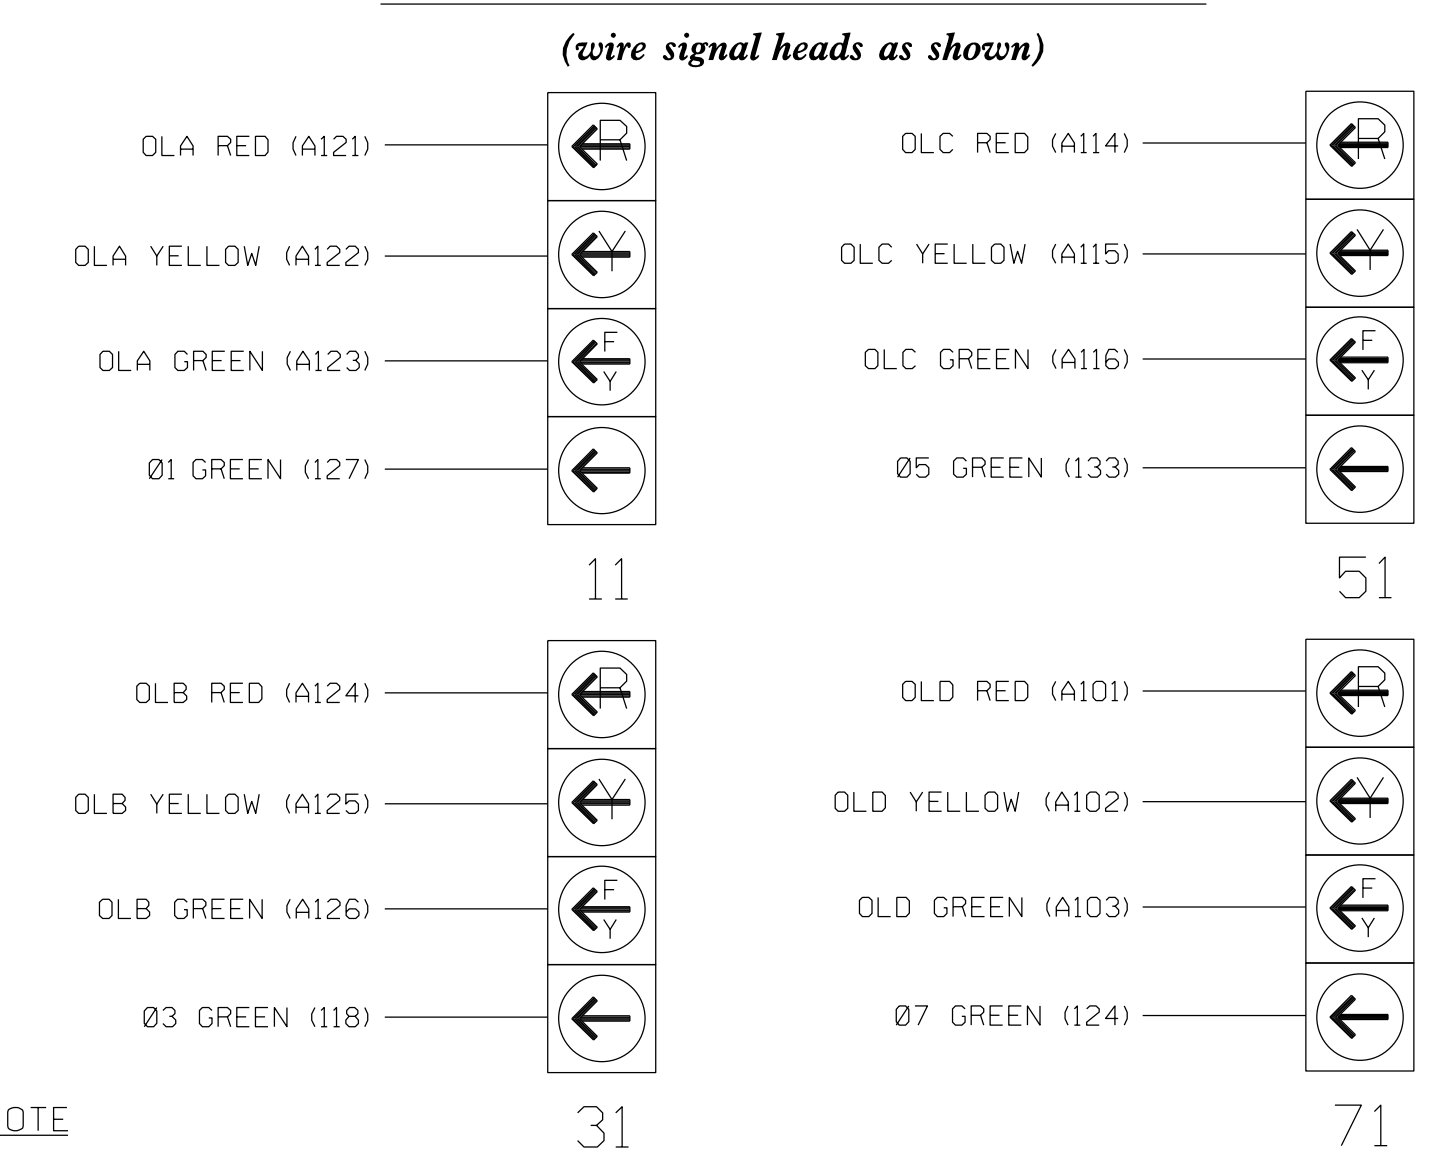 (wire signal heads as shown)
OLA RED (A121)
R
OLA YELLOW (A122)
Y
OLA GREEN (A123)
F
Y
Ø1 GREEN (127)
11
OLC RED (A114)
R
OLC YELLOW (A115)
Y
OLC GREEN (A116)
F
Y
Ø5 GREEN (133)
51
OLB RED (A124)
R
OLB YELLOW (A125)
Y
OLB GREEN (A126)
F
Y
Ø3 GREEN (118)
31
OLD RED (A101)
R
OLD YELLOW (A102)
Y
OLD GREEN (A103)
F
Y
Ø7 GREEN (124)
71
OTE